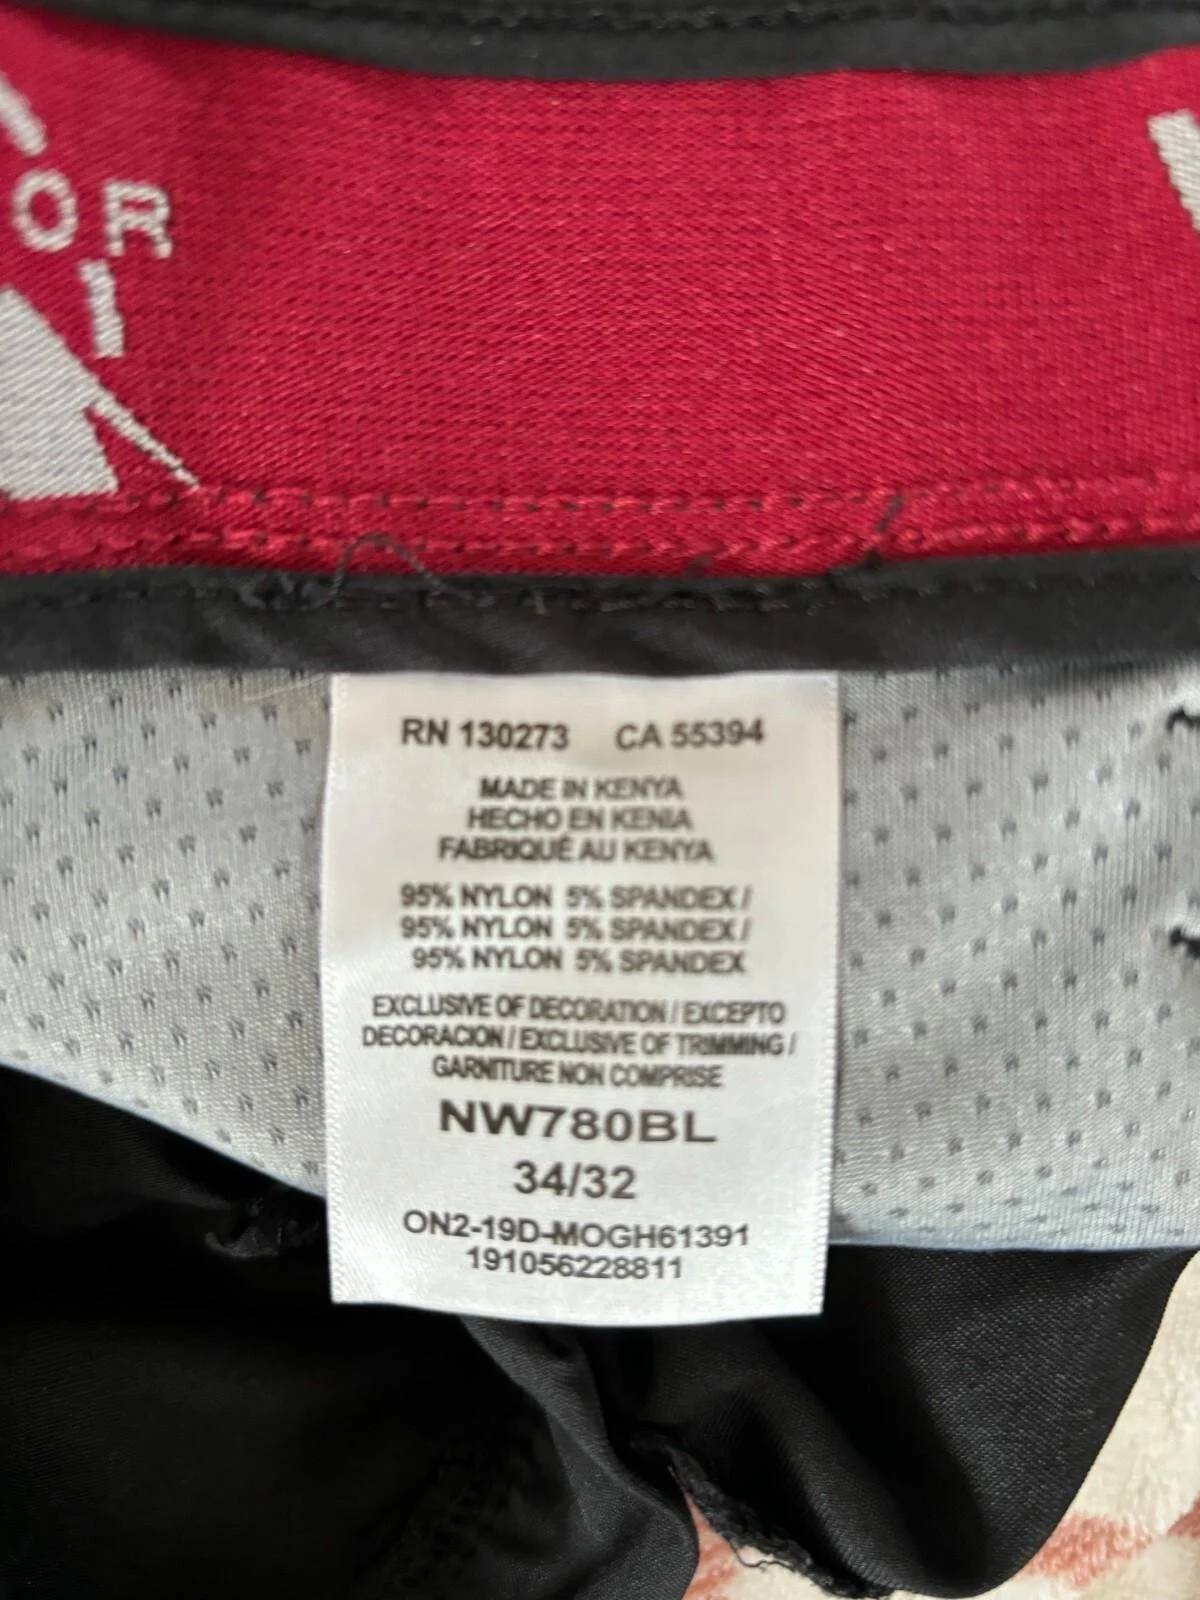 OR
I
RN 130273 CA 55394
MADE IN KENYA
HECHO EN KENIA
FABRIQUÉ AU KENYA
95% NYLON 5% SPANDEX /
95% NYLON 5% SPANDEX /
95% NYLON 5% SPANDEX
EXCLUSIVE OF DECORATION / EXCEPTO
DECORACION / EXCLUSIVE OF TRIMMING /
GARNITURE NON COMPRISE
NW780BL
34/32
ON2-19D-MOGH61391
191056228811